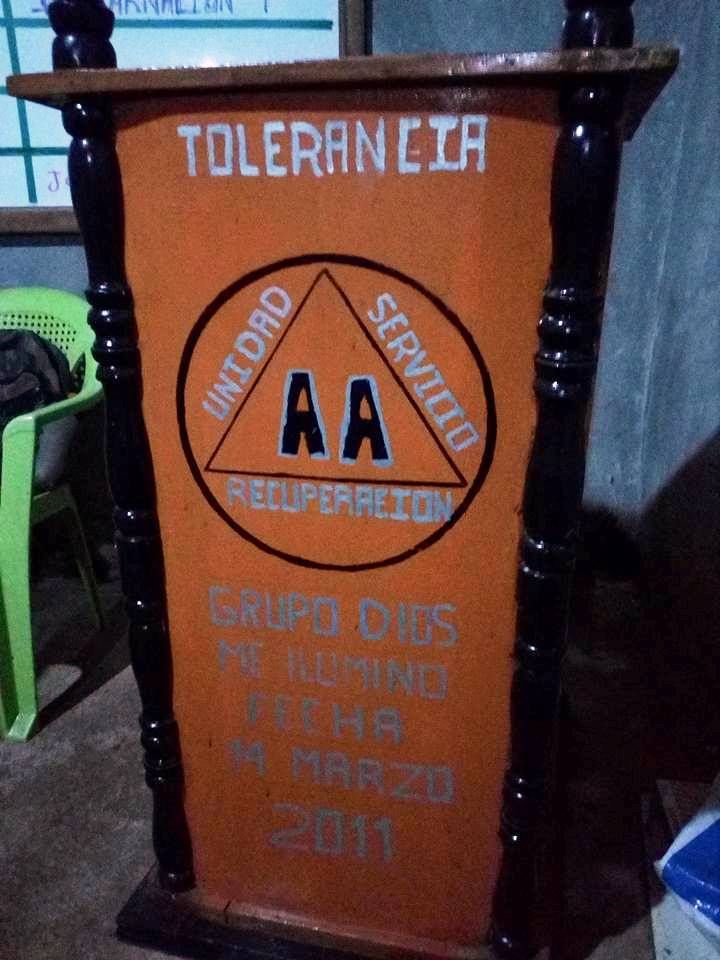 TOLERANCIA
UNIDAD
SERVICIO
AA
RECUPERACION
GRUPO DIOS
ME ILUMINO
FECHA
14 MARZO
2011